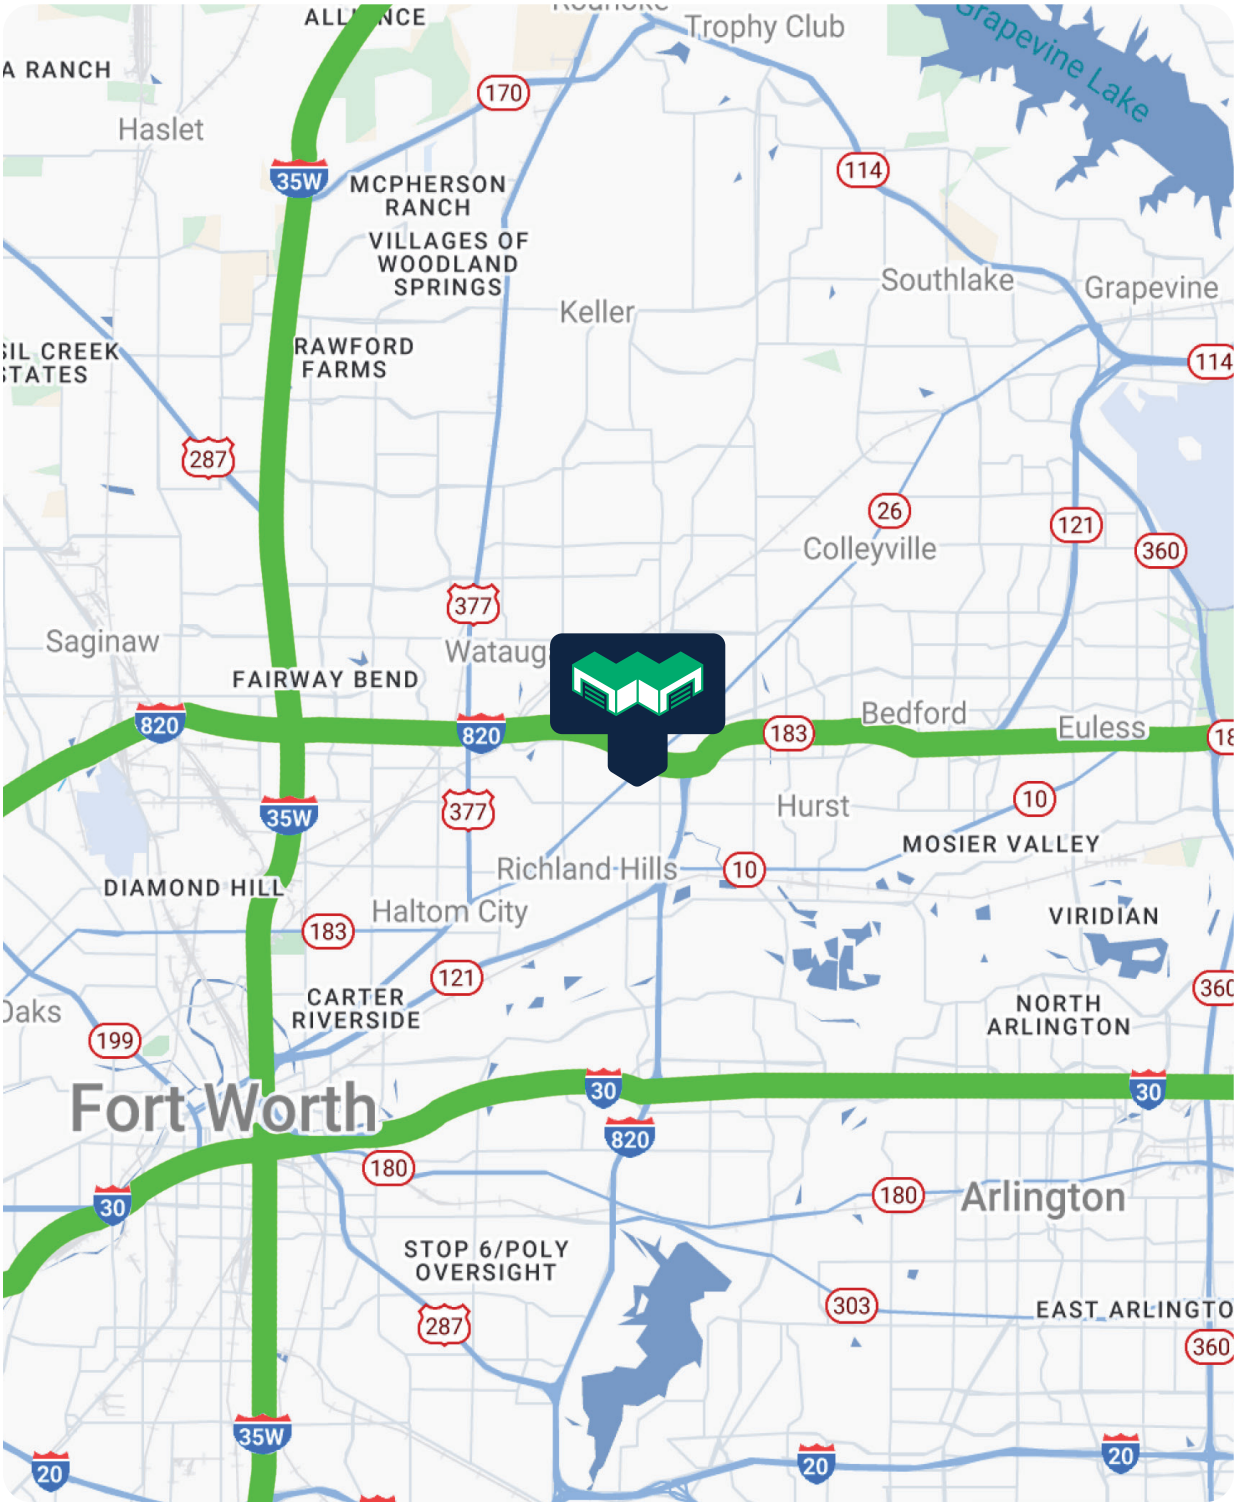 ALLIANCE
Roanoke
Trophy Club
Grapevine Lake
A RANCH
170
Haslet
114
35W
MCPHERSON
RANCH
VILLAGES OF
WOODLAND
SPRINGS
Southlake
Grapevine
Keller
SIL CREEK
STATES
RAWFORD
FARMS
114
287
26
121
Colleyville
360
377
Saginaw
Wataug
FAIRWAY BEND
820
820
183
Bedford
Euless
18
35W
377
Hurst
10
MOSIER VALLEY
Richland Hills
10
DIAMOND HILL
Haltom City
VIRIDIAN
183
121
360
CARTER
RIVERSIDE
NORTH
ARLINGTON
Oaks
199
Fort Worth
30
30
820
180
180
Arlington
30
STOP 6/POLY
OVERSIGHT
303
EAST ARLINGTO
287
360
35W
20
20
20